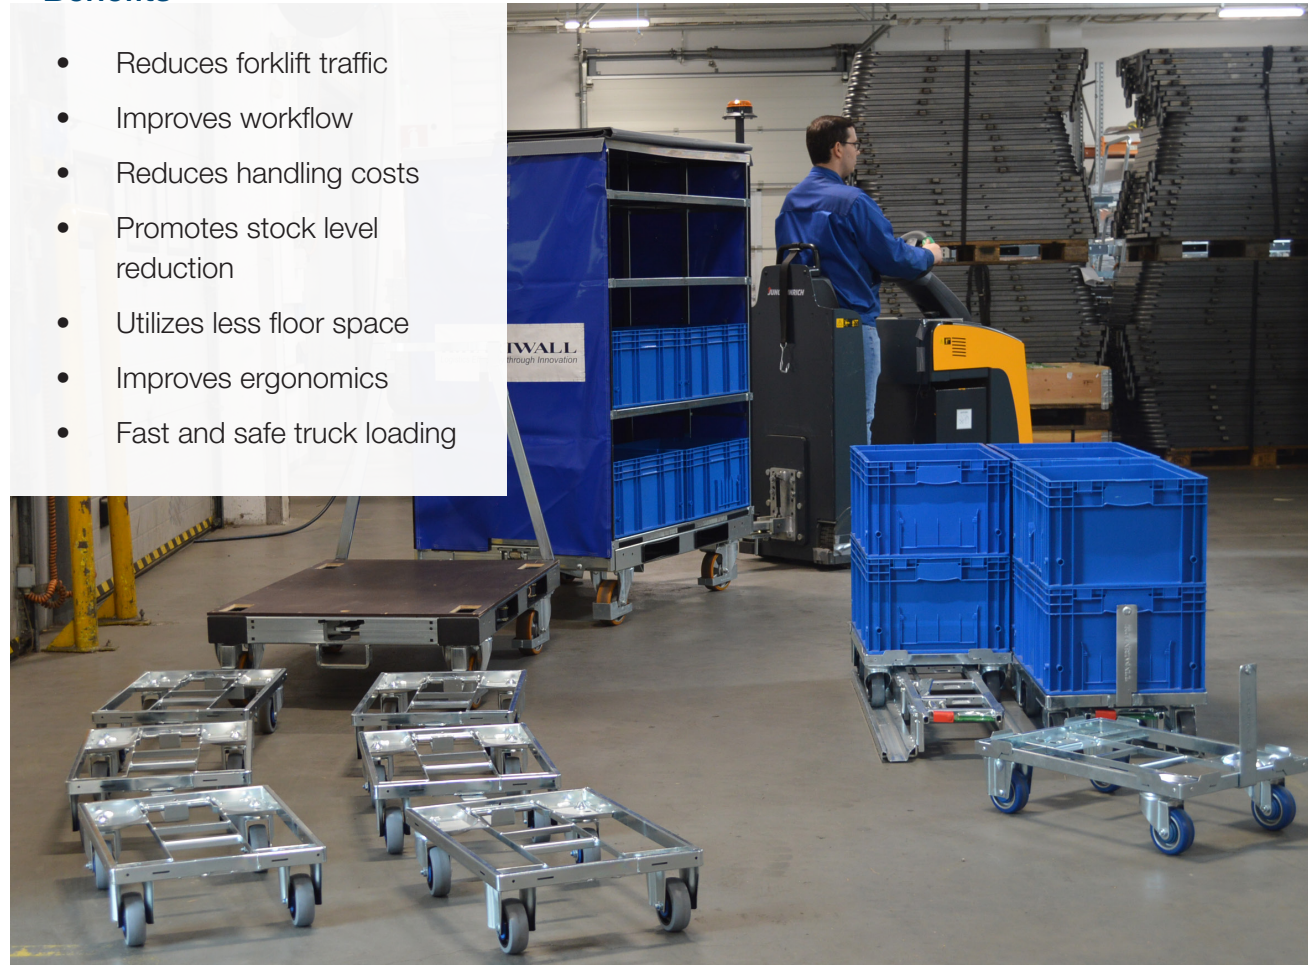 • Reduces forklift traffic
• Improves workflow
• Reduces handling costs
• Promotes stock level
reduction
• Utilizes less floor space
• Improves ergonomics
• Fast and safe truck loading
through Innovation